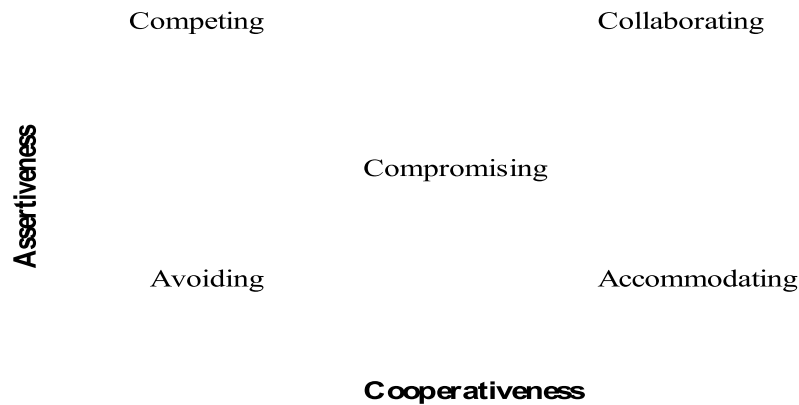 Competing
Collaborating
Assertiveness
Compromising
Avoiding
Accommodating
Cooperativeness